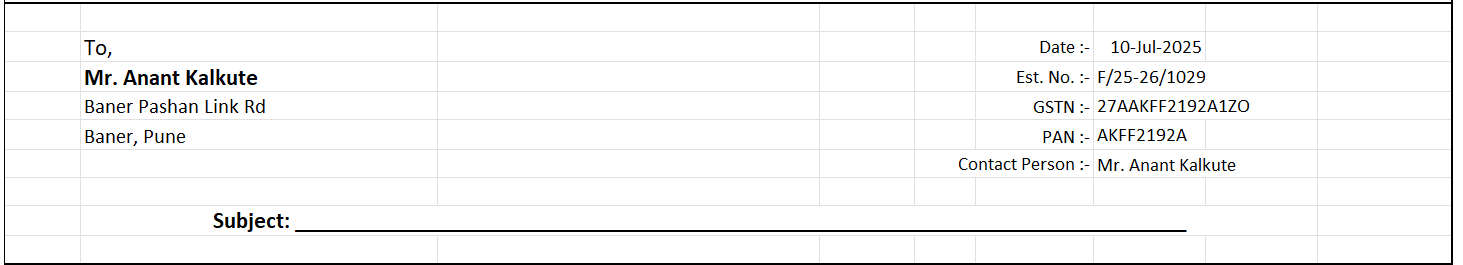 To,
Date :- 10-Jul-2025
Mr. Anant Kalkute
Est. No. :- F/25-26/1029
Baner Pashan Link Rd
GSTN :- 27AAKFF2192A1ZO
Baner, Pune
PAN :- AKFF2192A
Contact Person :- Mr. Anant Kalkute
Subject: